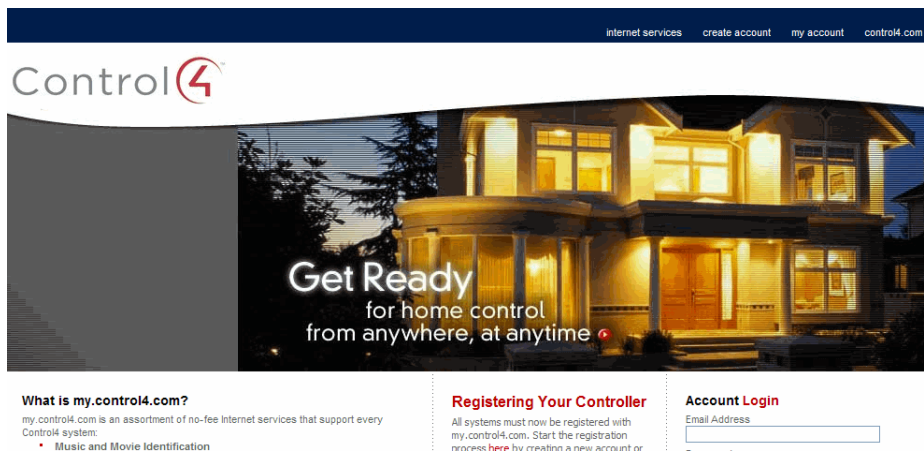 internet services create account my account control4.com
Control4™
Get Ready
for home control
from anywhere, at anytime
What is my.control4.com?
my.control4.com is an assortment of no-fee Internet services that support every
Control4 system:
Music and Movie Identification
Registering Your Controller
All systems must now be registered with
my.control4.com. Start the registration
process here by creating a new account or
Account Login
Email Address